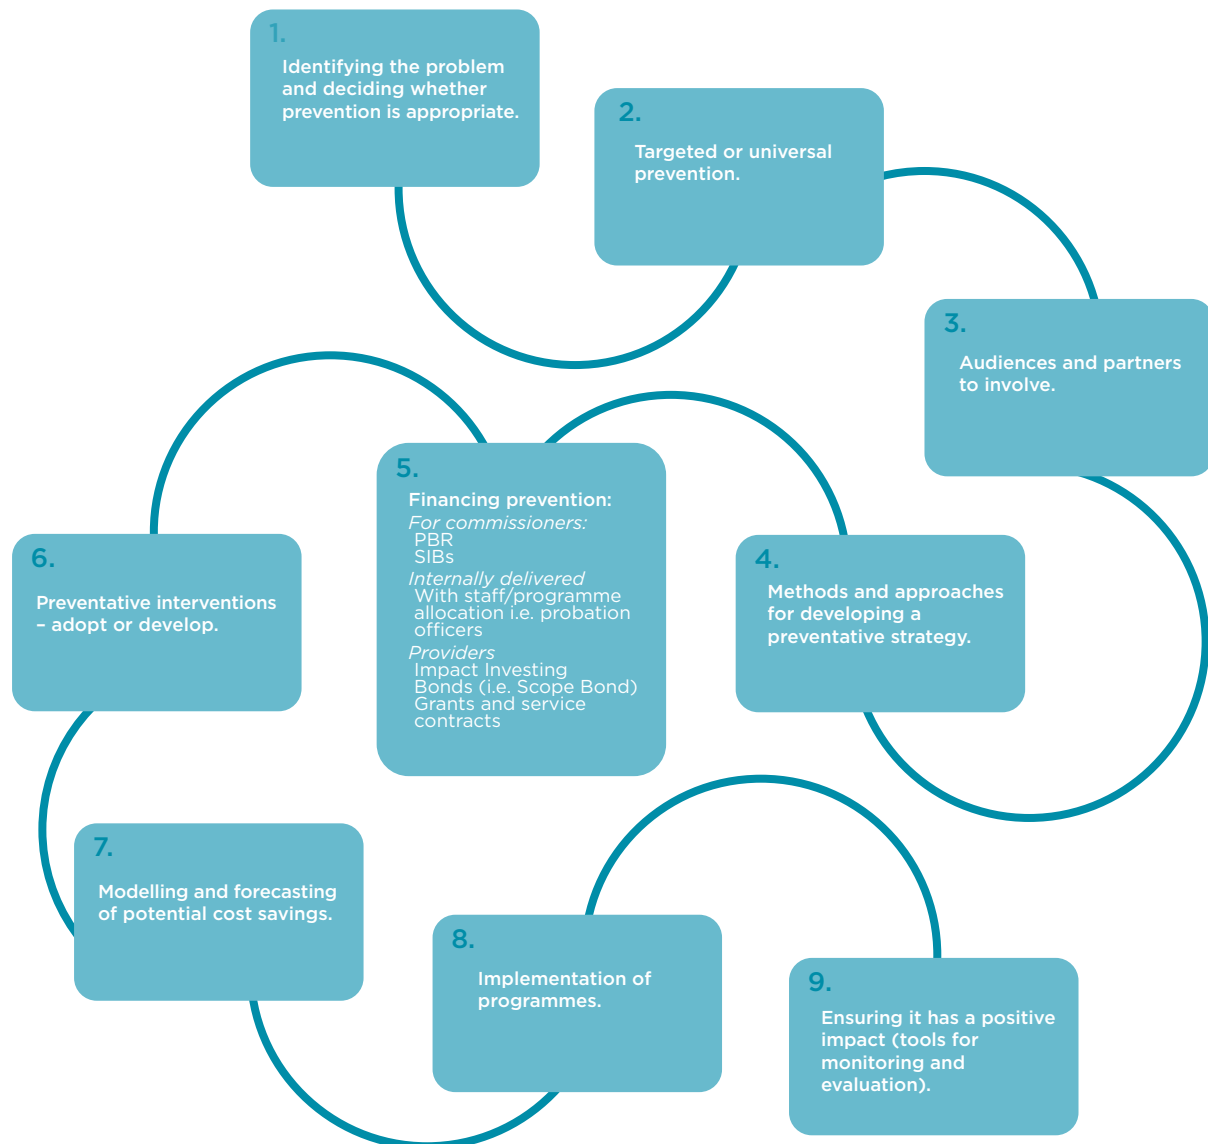 1.
Identifying the problem
and deciding whether
prevention is appropriate.
2.
Targeted or universal
prevention.
3.
Audiences and partners
to involve.
4.
Methods and approaches
for developing a
preventative strategy.
5.
Financing prevention:
For commissioners:
PBR
SIBs
Internally delivered
With staff/programme
allocation i.e. probation
officers
Providers
Impact Investing
Bonds (i.e. Scope Bond)
Grants and service
contracts
6.
Preventative interventions
– adopt or develop.
7.
Modelling and forecasting
of potential cost savings.
8.
Implementation of
programmes.
9.
Ensuring it has a positive
impact (tools for
monitoring and
evaluation).